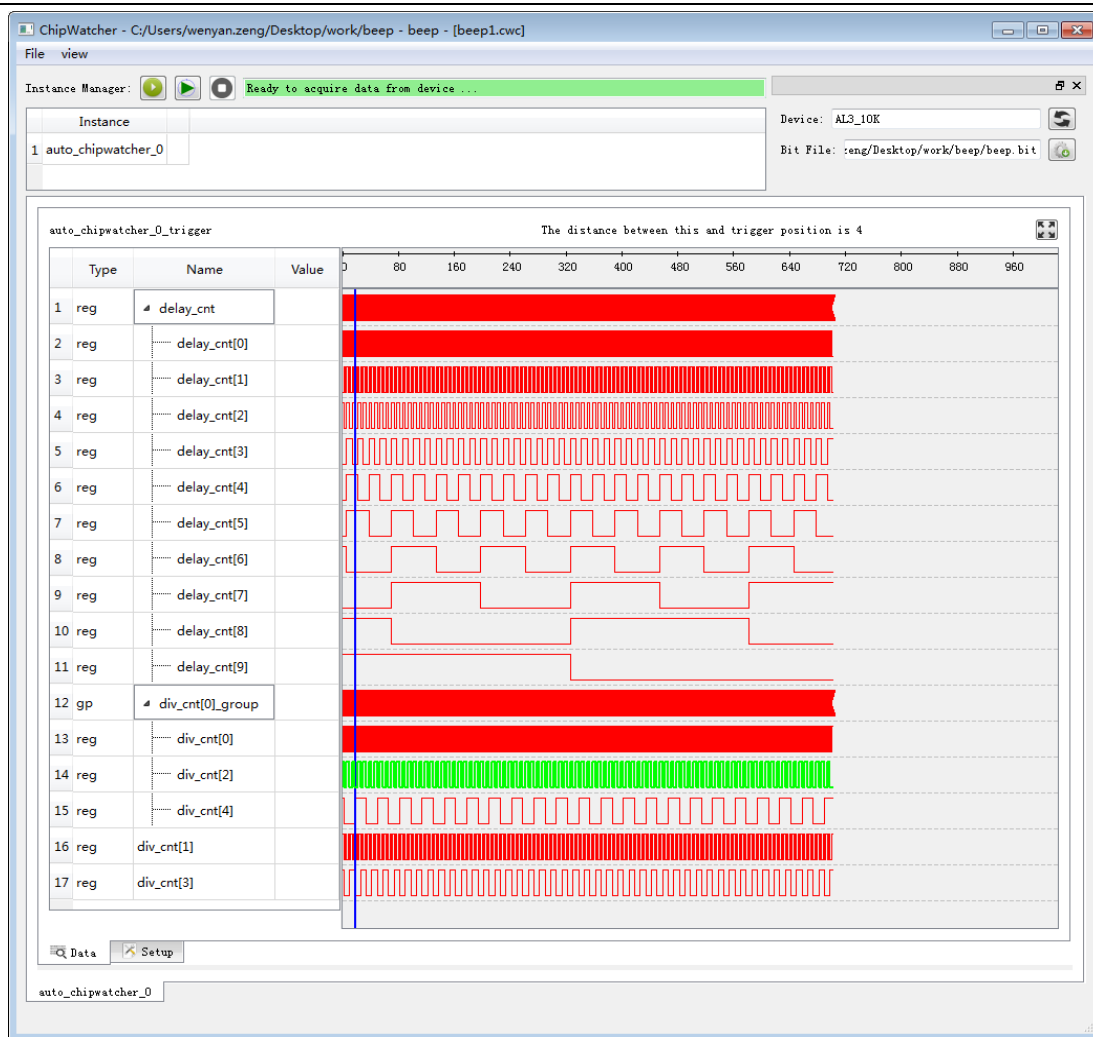 ChipWatcher - C:/Users/wenyan.zeng/Desktop/work/beep - beep - [beep1.cwc]
File view
Instance Manager: Ready to acquire data from device ...
Instance
1 auto_chipwatcher_0
Device: AL3_10K
Bit File: :eng/Desktop/work/beep/beep.bit
auto_chipwatcher_0_trigger The distance between this and trigger position is 4
Type Name Value 0 80 160 240 320 400 480 560 640 720 800 880 960
1 reg delay_cnt
2 reg delay_cnt[0]
3 reg delay_cnt[1]
4 reg delay_cnt[2]
5 reg delay_cnt[3]
6 reg delay_cnt[4]
7 reg delay_cnt[5]
8 reg delay_cnt[6]
9 reg delay_cnt[7]
10 reg delay_cnt[8]
11 reg delay_cnt[9]
12 gp div_cnt[0]_group
13 reg div_cnt[0]
14 reg div_cnt[2]
15 reg div_cnt[4]
16 reg div_cnt[1]
17 reg div_cnt[3]
Data Setup
auto_chipwatcher_0